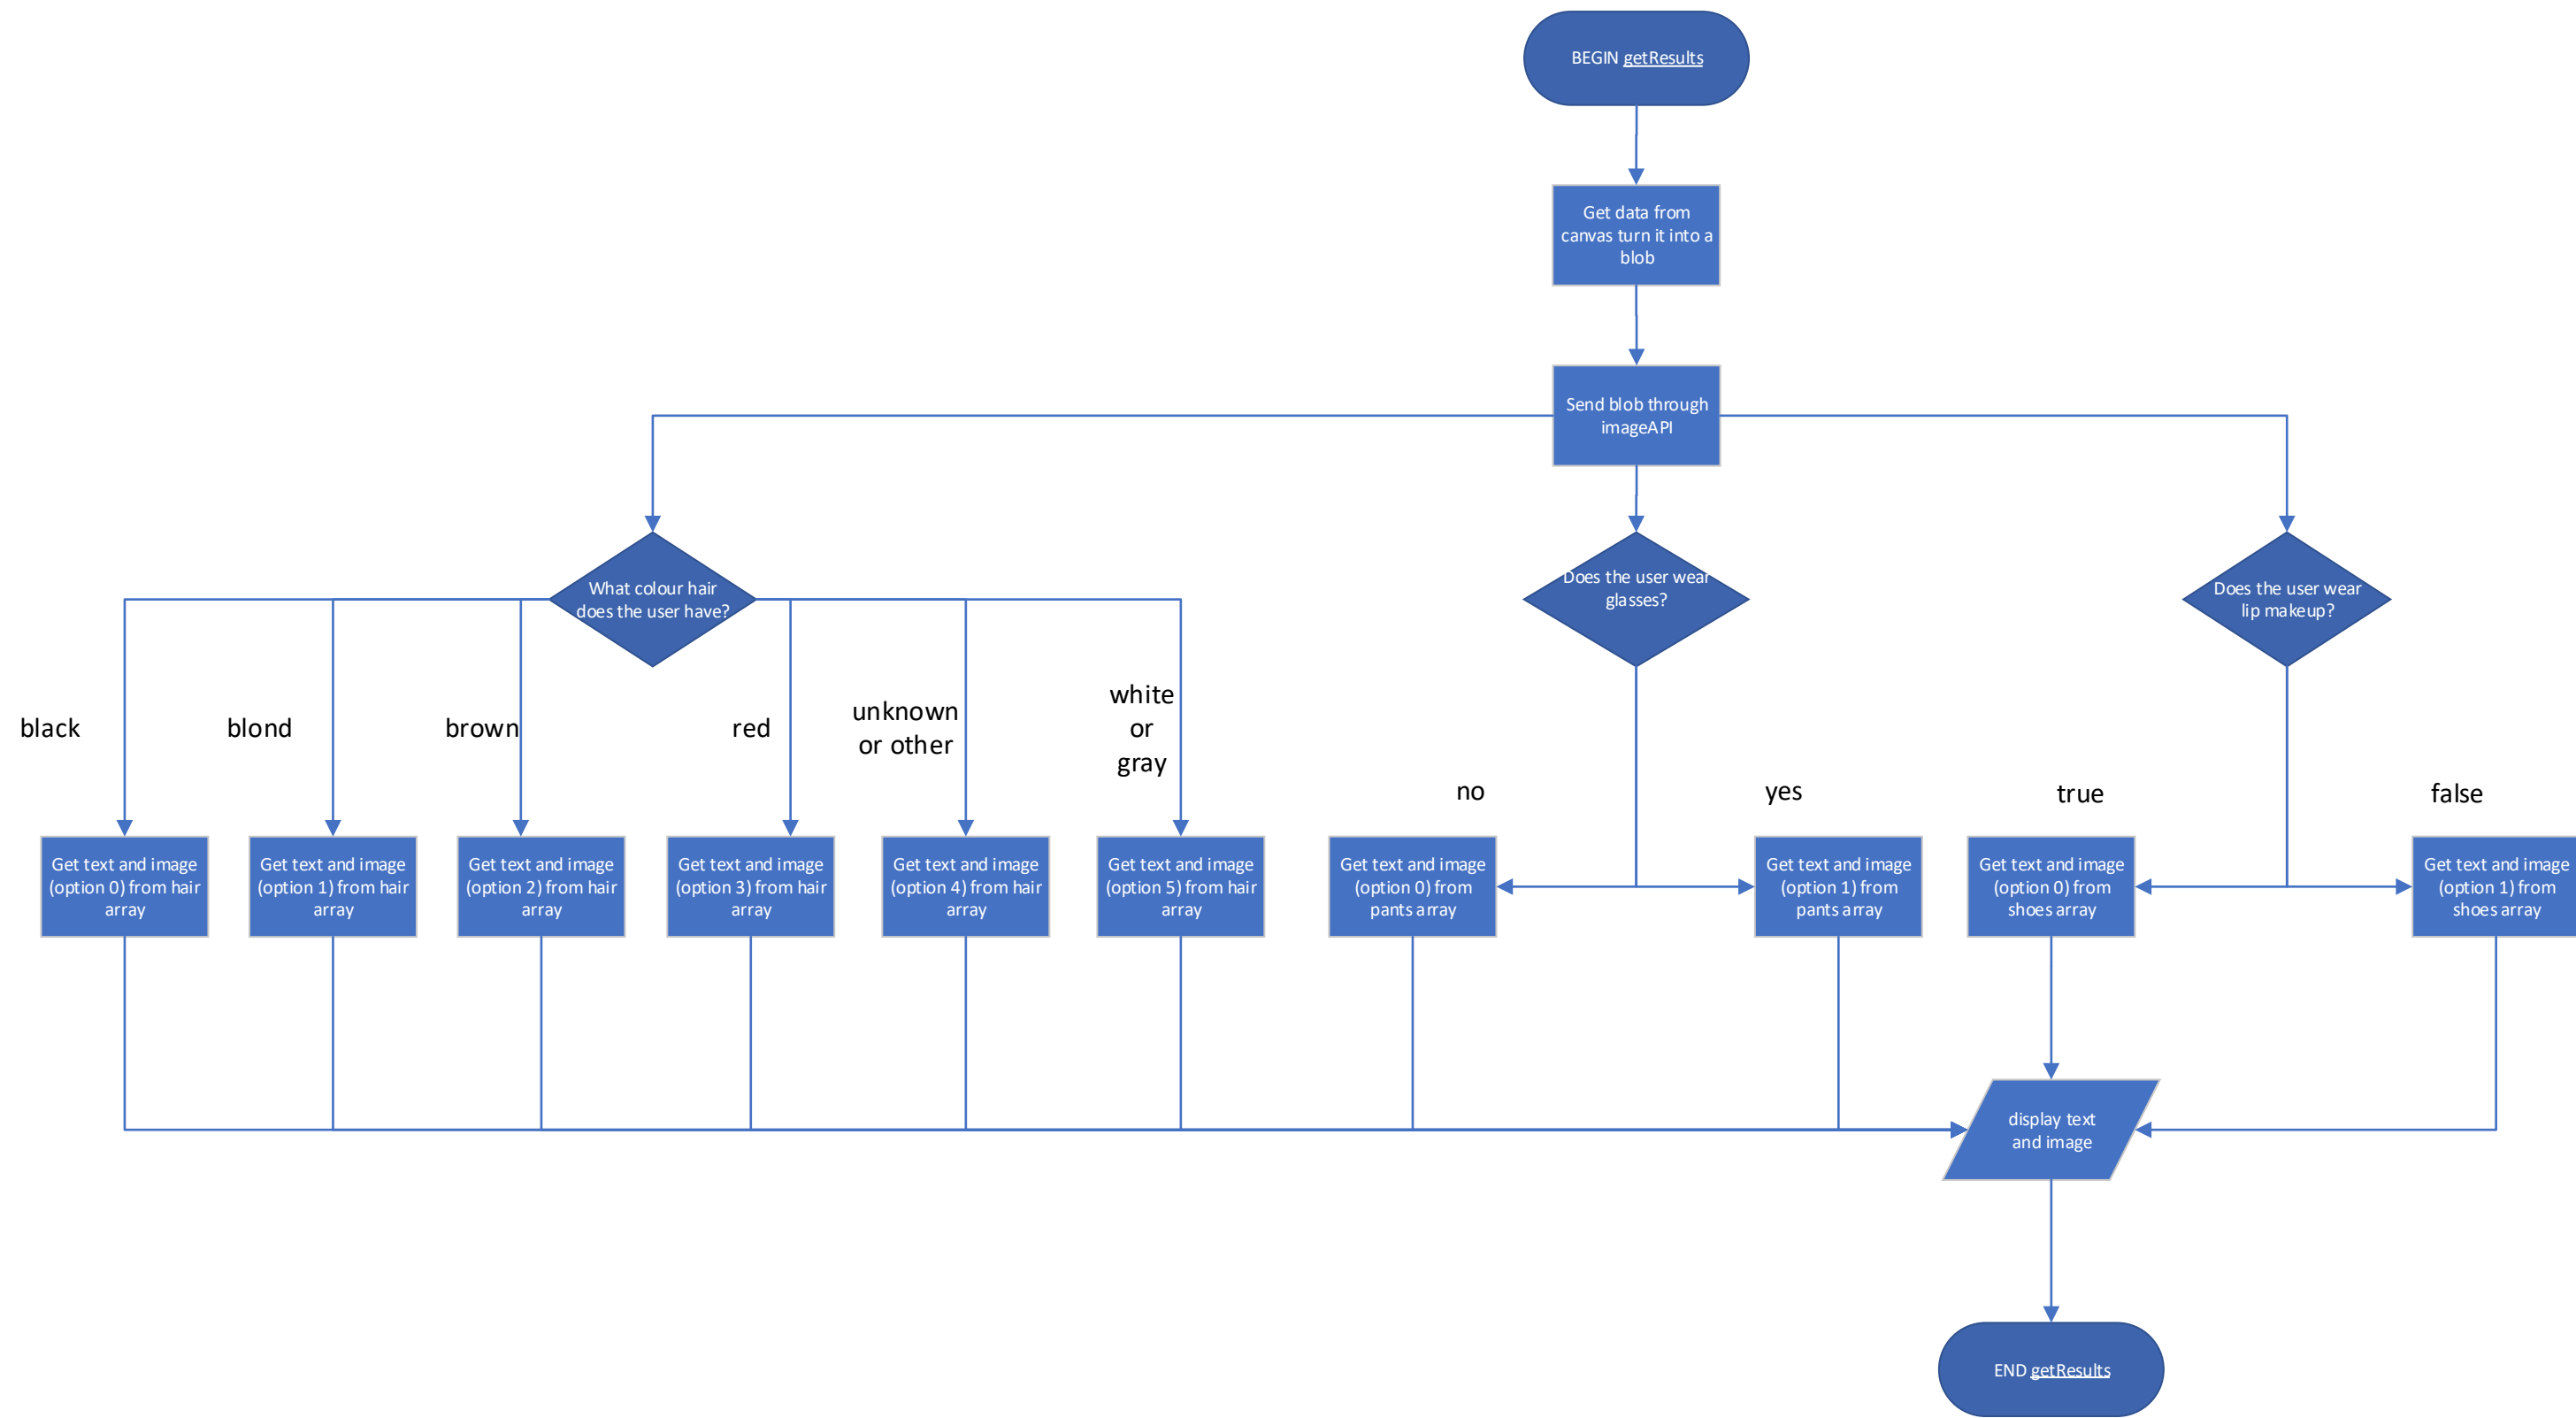 BEGIN getResults
Get data from
canvas turn it into a
blob
Send blob through
imageAPI
What colour hair
does the user have?
Does the user wear
glasses?
Does the user wear
lip makeup?
black
blond
brown
red
unknown
or other
white
or
gray
no
yes
true
false
Get text and image
(option 0) from hair
array
Get text and image
(option 1) from hair
array
Get text and image
(option 2) from hair
array
Get text and image
(option 3) from hair
array
Get text and image
(option 4) from hair
array
Get text and image
(option 5) from hair
array
Get text and image
(option 0) from
pants array
Get text and image
(option 1) from
pants array
Get text and image
(option 0) from
shoes array
Get text and image
(option 1) from
shoes array
display text
and image
END getResults